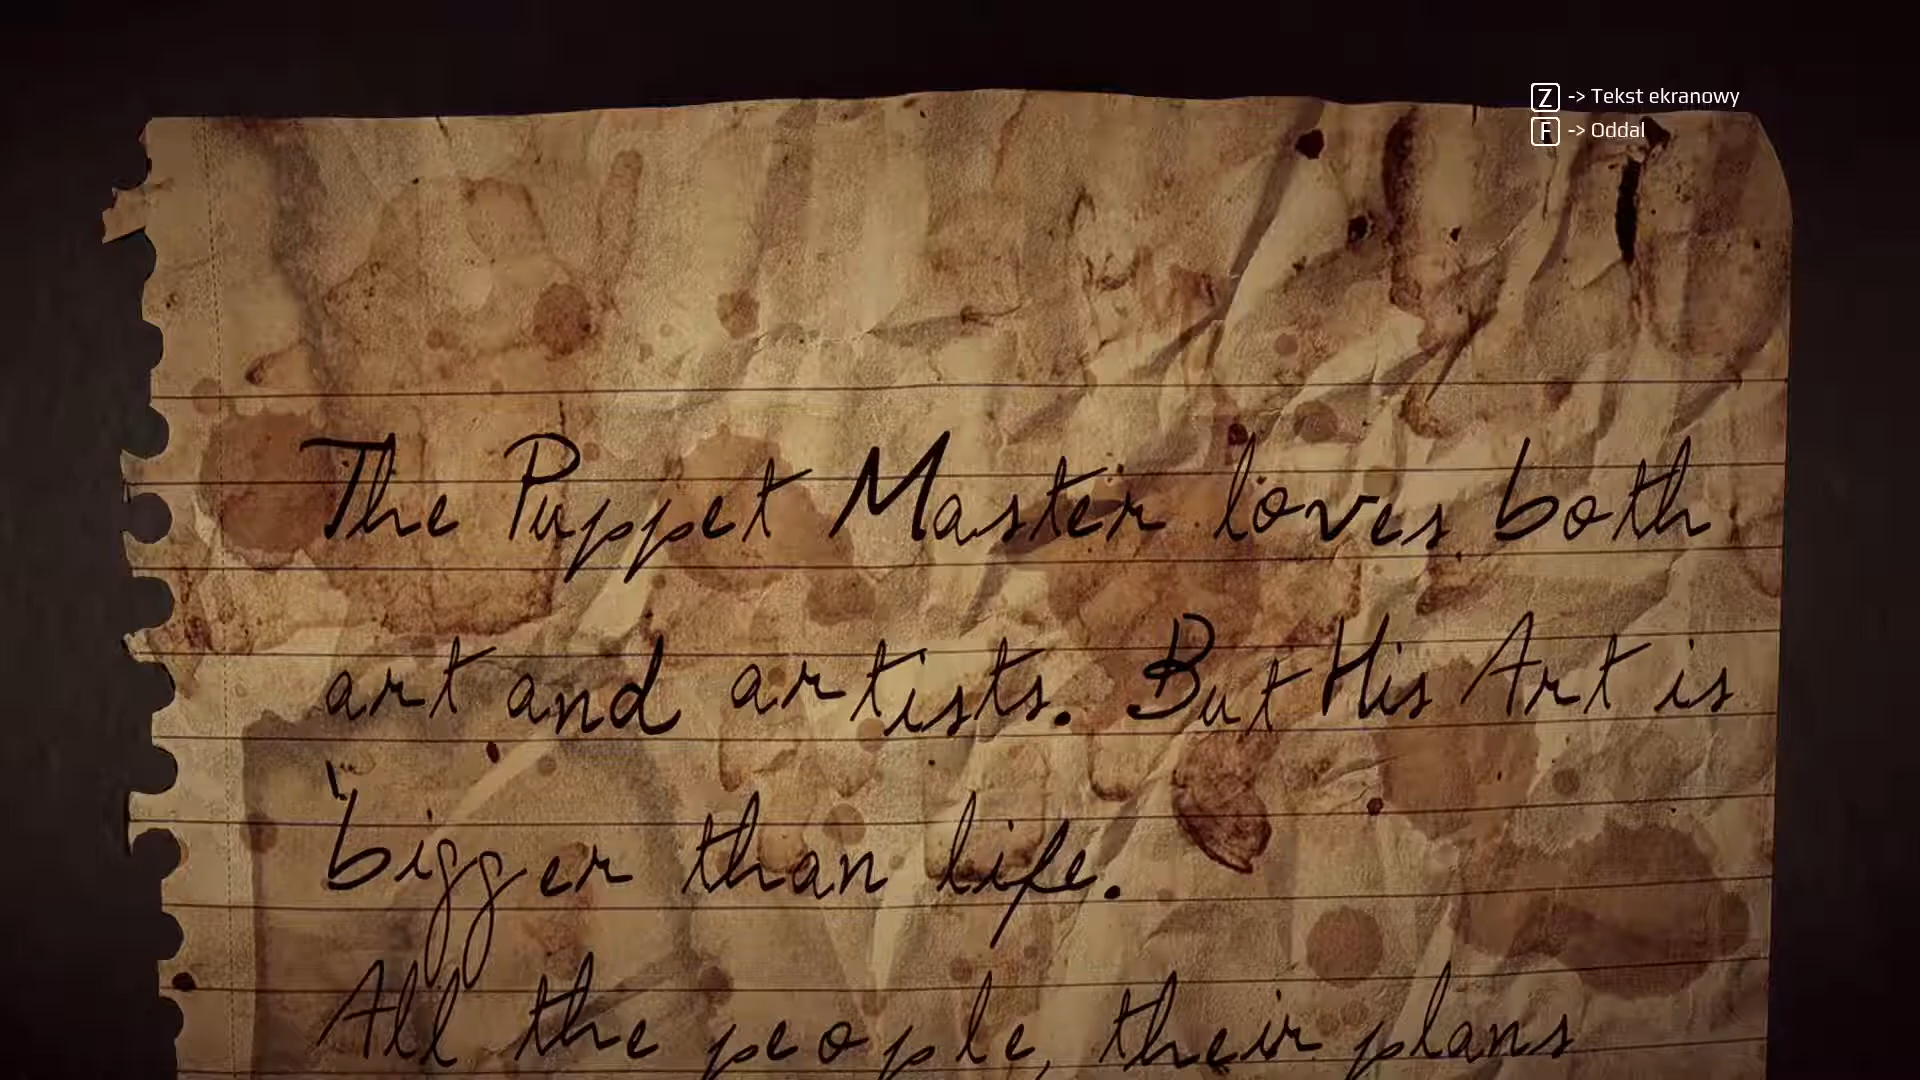 Z -> Tekst ekranowy
F -> Oddal
The Puppet Master loves both
art and artists. But His Art is
bigger than life.
All the people, their plans